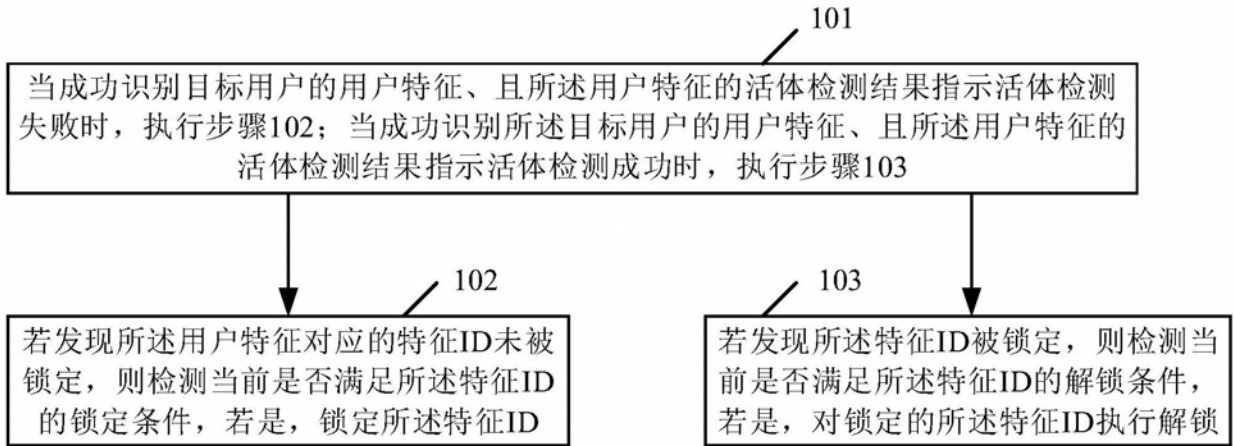 101
当成功识别目标用户的用户特征、且所述用户特征的活体检测结果指示活体检测
失败时，执行步骤102；当成功识别所述目标用户的用户特征、且所述用户特征的
活体检测结果指示活体检测成功时，执行步骤103
102
若发现所述用户特征对应的特征ID未被
锁定，则检测当前是否满足所述特征ID
的锁定条件，若是，锁定所述特征ID
103
若发现所述特征ID被锁定，则检测当
前是否满足所述特征ID的解锁条件，
若是，对锁定的所述特征ID执行解锁